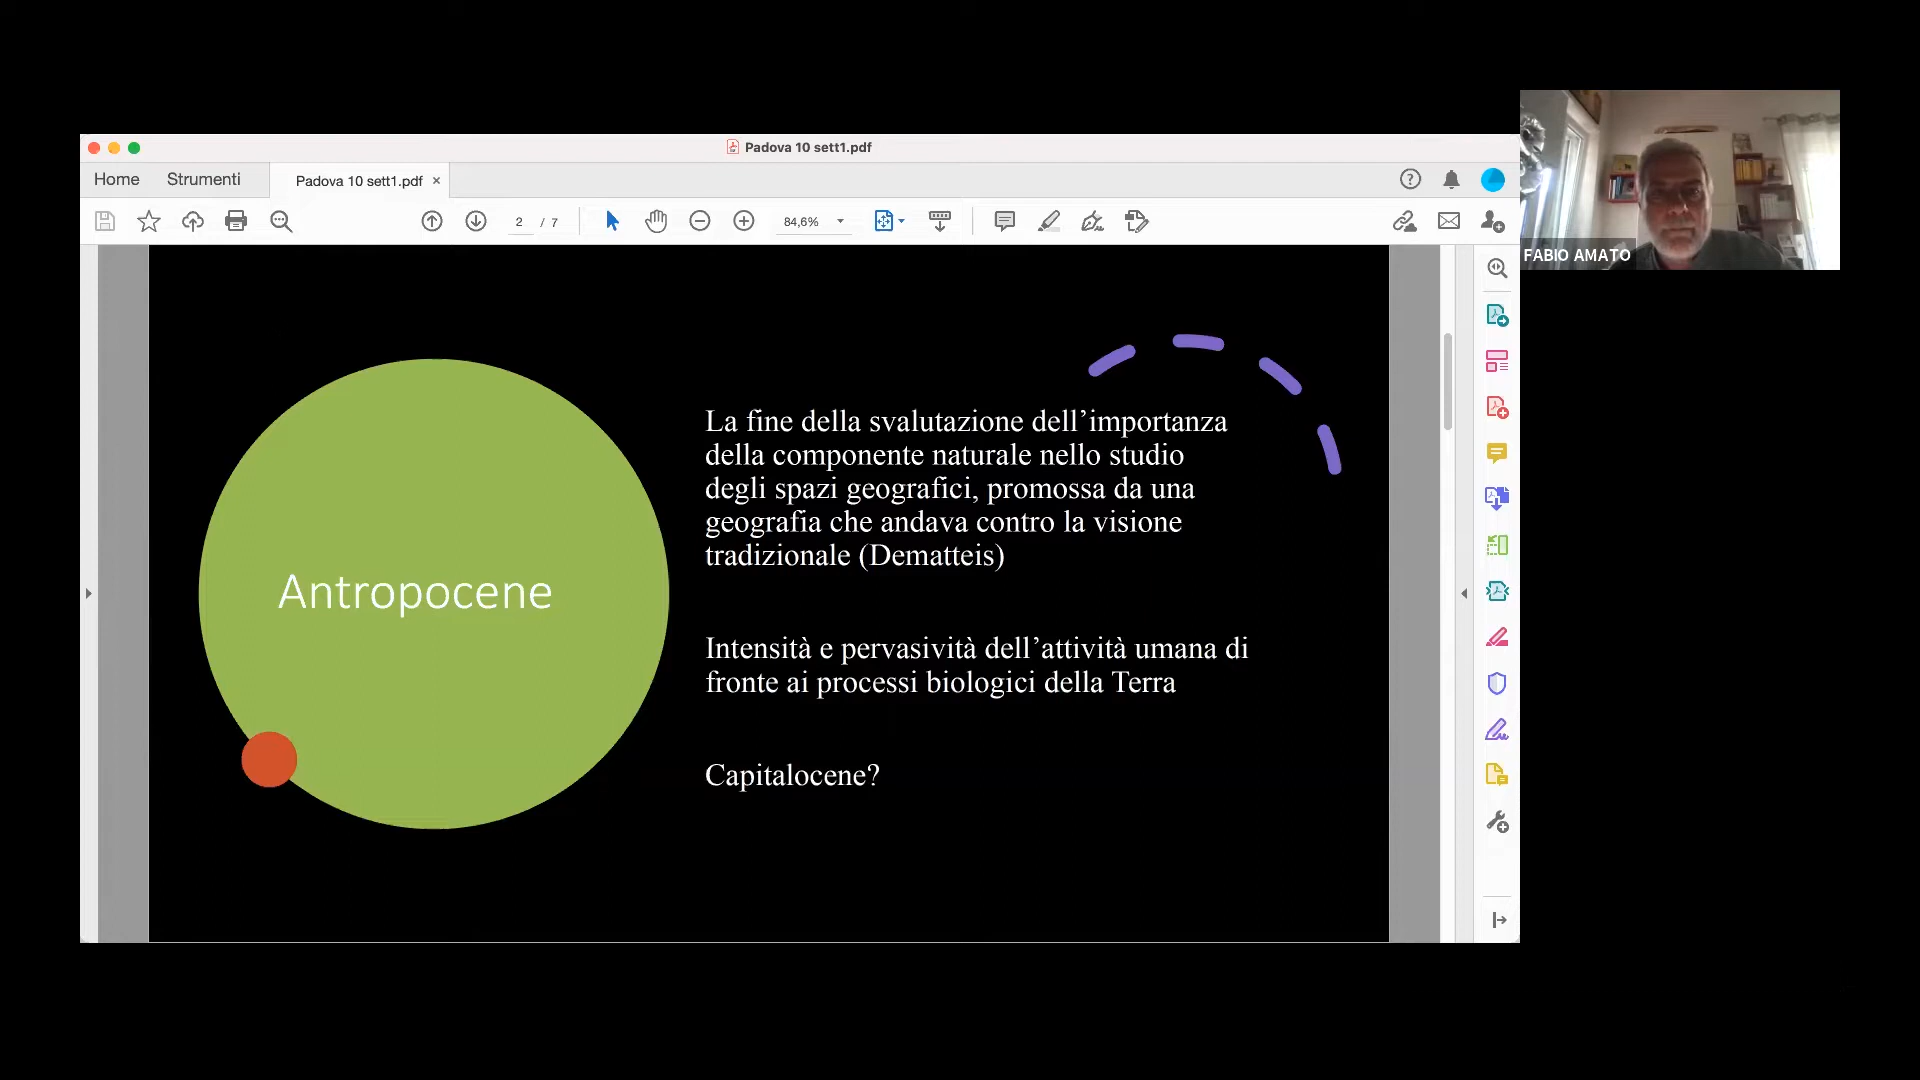 Padova 10 sett1.pdf
Home
Strumenti
Padova 10 sett1.pdf ×
2 / 7
84,6%
FABIO AMATO
La fine della svalutazione dell’importanza
della componente naturale nello studio
degli spazi geografici, promossa da una
geografia che andava contro la visione
tradizionale (Dematteis)
Antropocene
Intensità e pervasività dell’attività umana di
fronte ai processi biologici della Terra
Capitalocene?